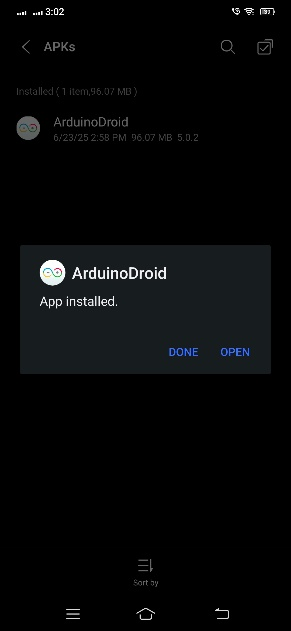 3:02
APKs
Installed ( 1 item,96.07 MB )
ArduinoDroid
6/23/25 2:58 PM 96.07 MB 5.0.2
ArduinoDroid
App installed.
DONE OPEN
Sort by